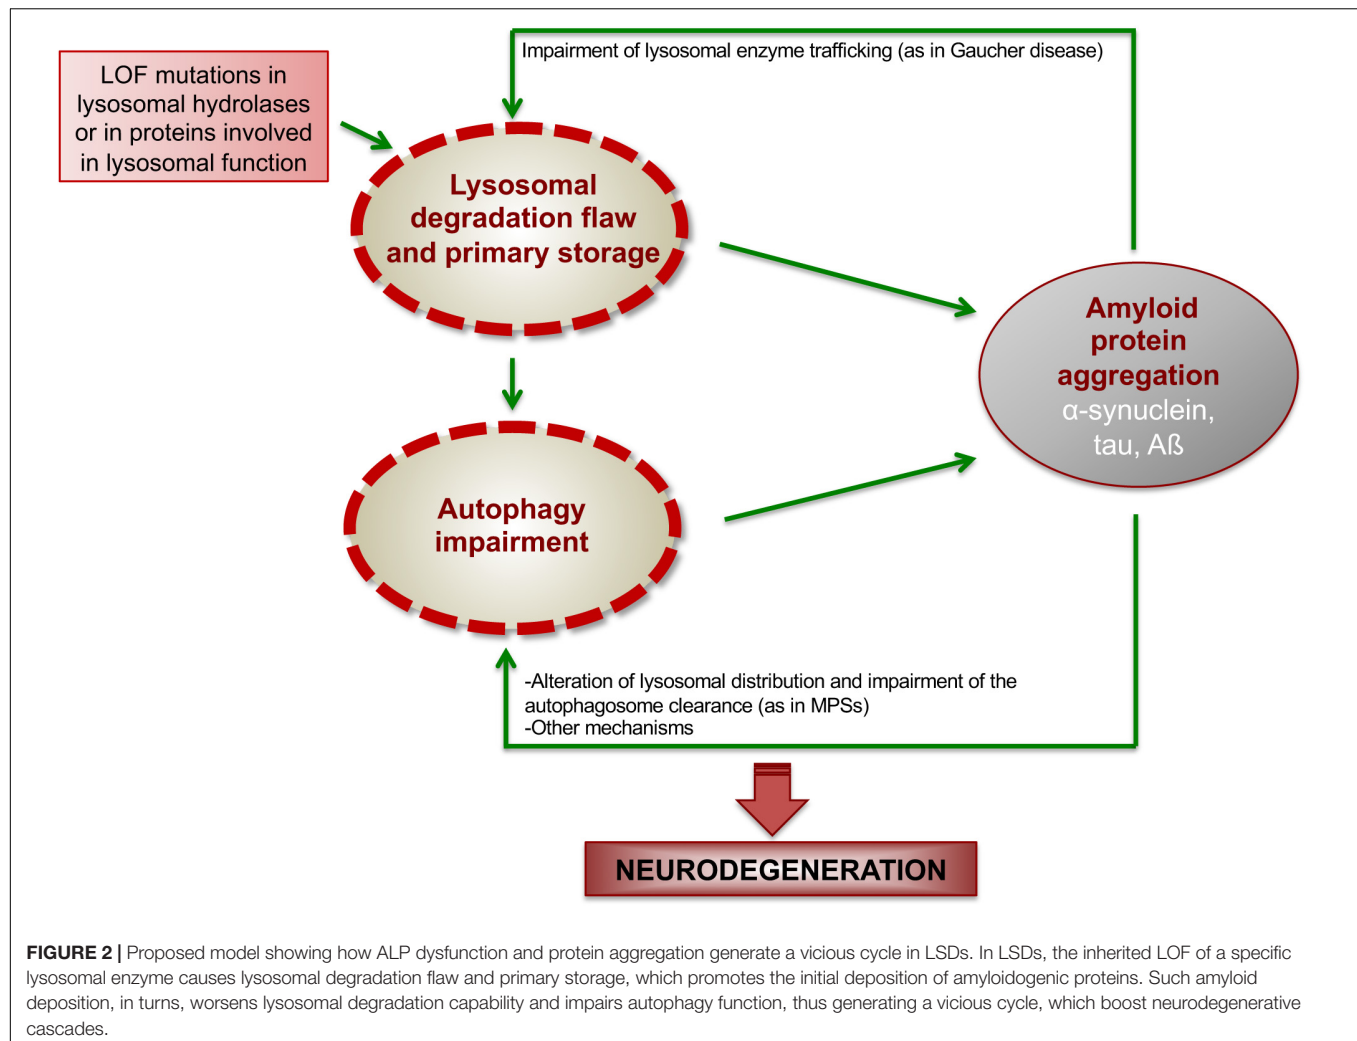 Impairment of lysosomal enzyme trafficking (as in Gaucher disease)
LOF mutations in
lysosomal hydrolases
or in proteins involved
in lysosomal function
Lysosomal
degradation flaw
and primary storage
Amyloid
protein
aggregation
α-synuclein,
tau, Aß
Autophagy
impairment
-Alteration of lysosomal distribution and impairment of the
autophagosome clearance (as in MPSs)
-Other mechanisms
NEURODEGENERATION
FIGURE 2 | Proposed model showing how ALP dysfunction and protein aggregation generate a vicious cycle in LSDs. In LSDs, the inherited LOF of a specific
lysosomal enzyme causes lysosomal degradation flaw and primary storage, which promotes the initial deposition of amyloidogenic proteins. Such amyloid
deposition, in turns, worsens lysosomal degradation capability and impairs autophagy function, thus generating a vicious cycle, which boost neurodegenerative
cascades.